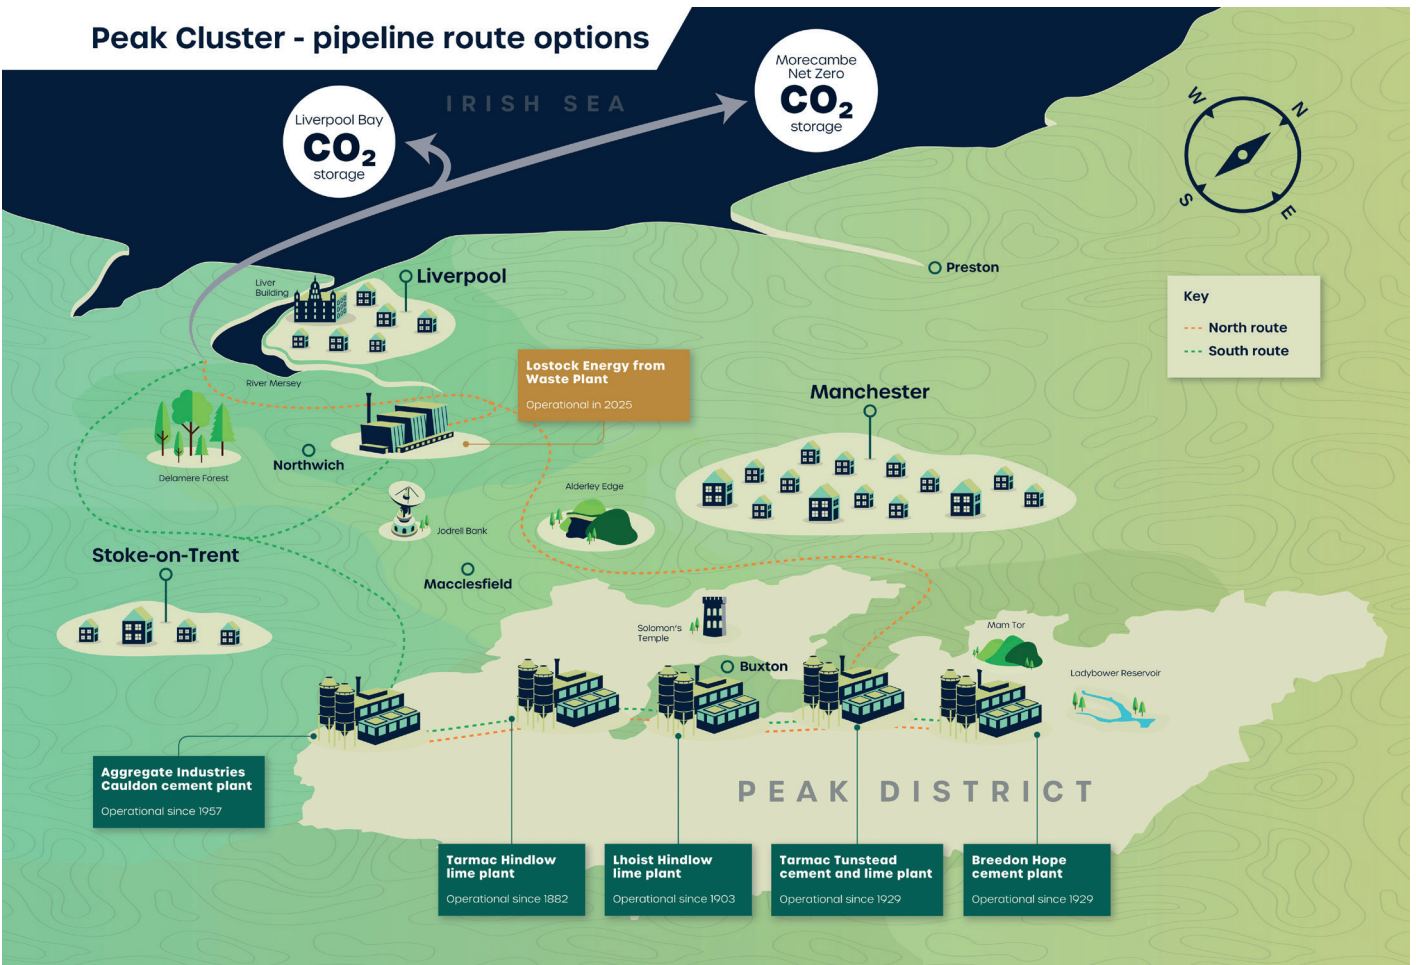 Peak Cluster - pipeline route options
Morecambe
Net Zero
CO₂
storage
IRISH SEA
Liverpool Bay
CO₂
storage
W
N
S
E
Liverpool
Preston
Liver
Building
Key
North route
South route
Lostock Energy from
Waste Plant
Operational in 2025
River Mersey
Manchester
Northwich
Delamere Forest
Alderley Edge
Jodrell Bank
Stoke-on-Trent
Macclesfield
Solomon's
Temple
Mam Tor
Buxton
Ladybower Reservoir
Aggregate Industries
Cauldon cement plant
Operational since 1957
PEAK DISTRICT
Tarmac Hindlow
lime plant
Operational since 1882
Lhoist Hindlow
lime plant
Operational since 1903
Tarmac Tunstead
cement and lime plant
Operational since 1929
Breedon Hope
cement plant
Operational since 1929